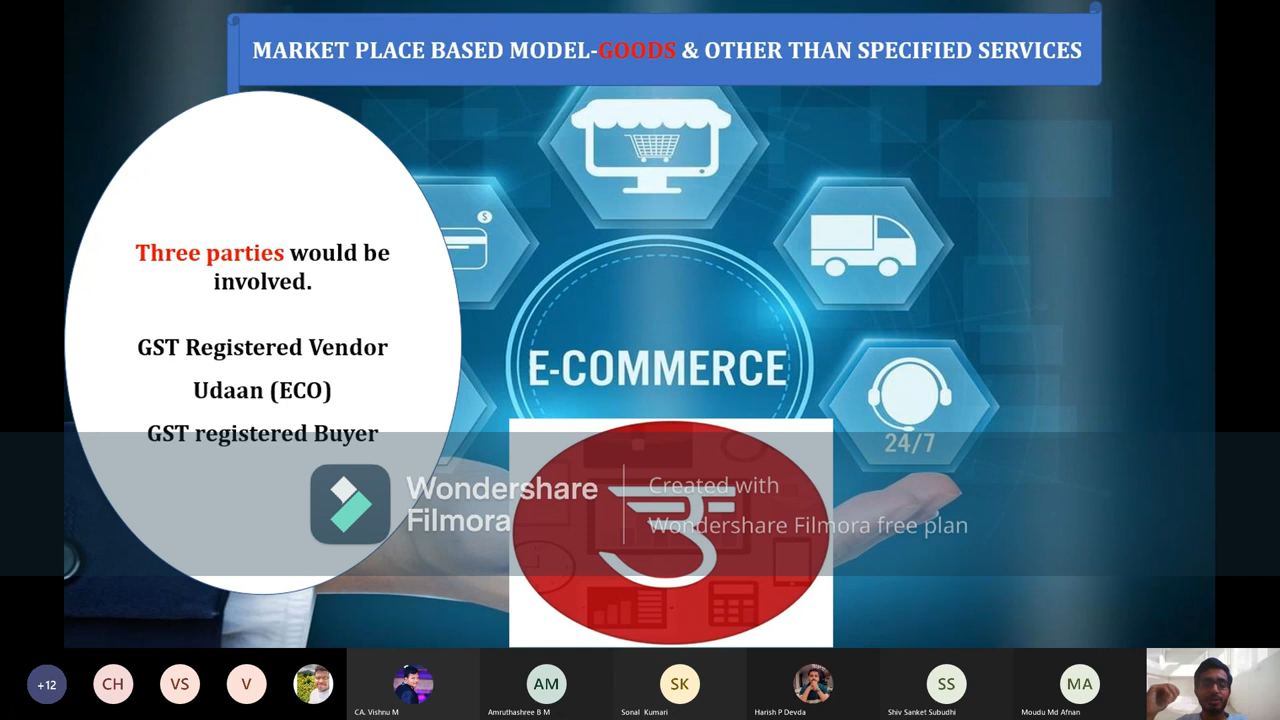 MARKET PLACE BASED MODEL-GOODS & OTHER THAN SPECIFIED SERVICES
Three parties would be
involved.
GST Registered Vendor
Udaan (ECO)
GST registered Buyer
$
E-COMMERCE
24/7
उ
Wondershare
Filmora
Created with
Wondershare Filmora free plan
+12
CH
VS
V
CA. Vishnu M
AM
Amruthashree B M
SK
Sonal Kumari
Harish P Devda
SS
Shiv Sanket Subudhi
MA
Moudu Md Afnan